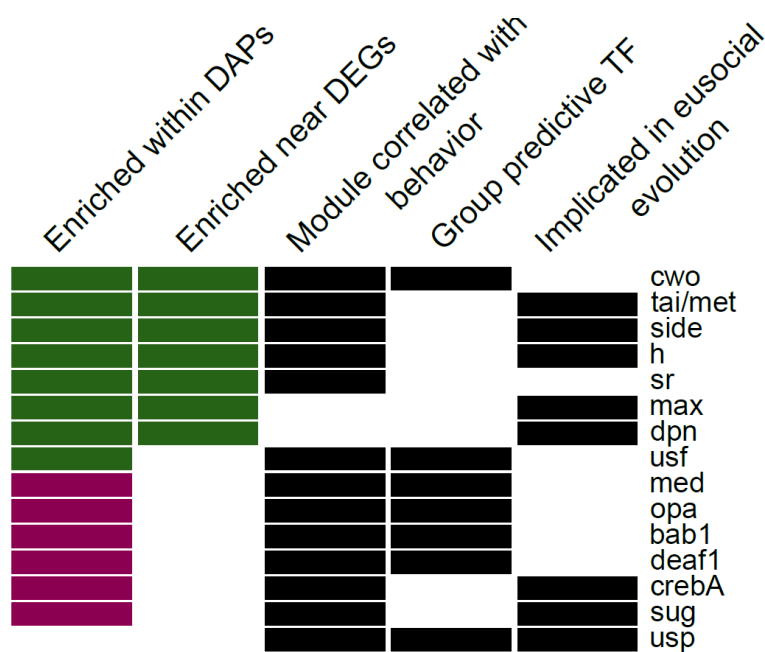 Enriched within DAPs
Enriched near DEGs
Module correlated with
behavior
Group predictive TF
Implicated in eusocial
evolution
cwo
tai/met
side
h
sr
max
dpn
usf
med
opa
bab1
deaf1
crebA
sug
usp